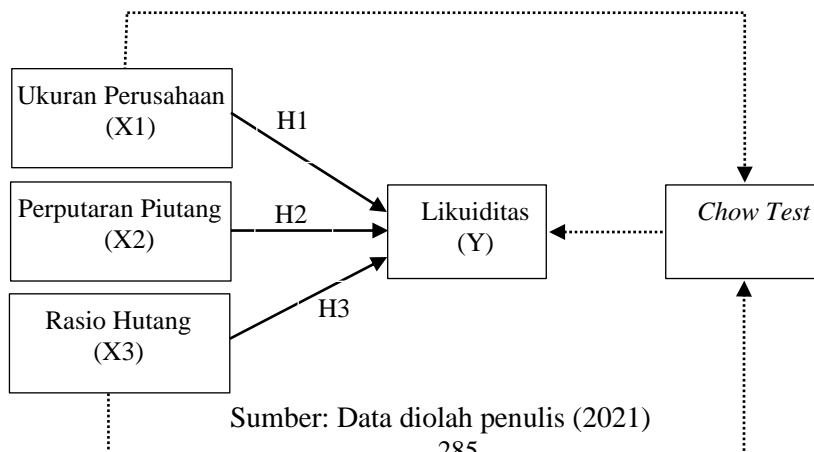 Ukuran Perusahaan
(X1)
H1
Perputaran Piutang
(X2)
H2
Likuiditas
(Y)
Chow Test
Rasio Hutang
(X3)
H3
Sumber: Data diolah penulis (2021)
285